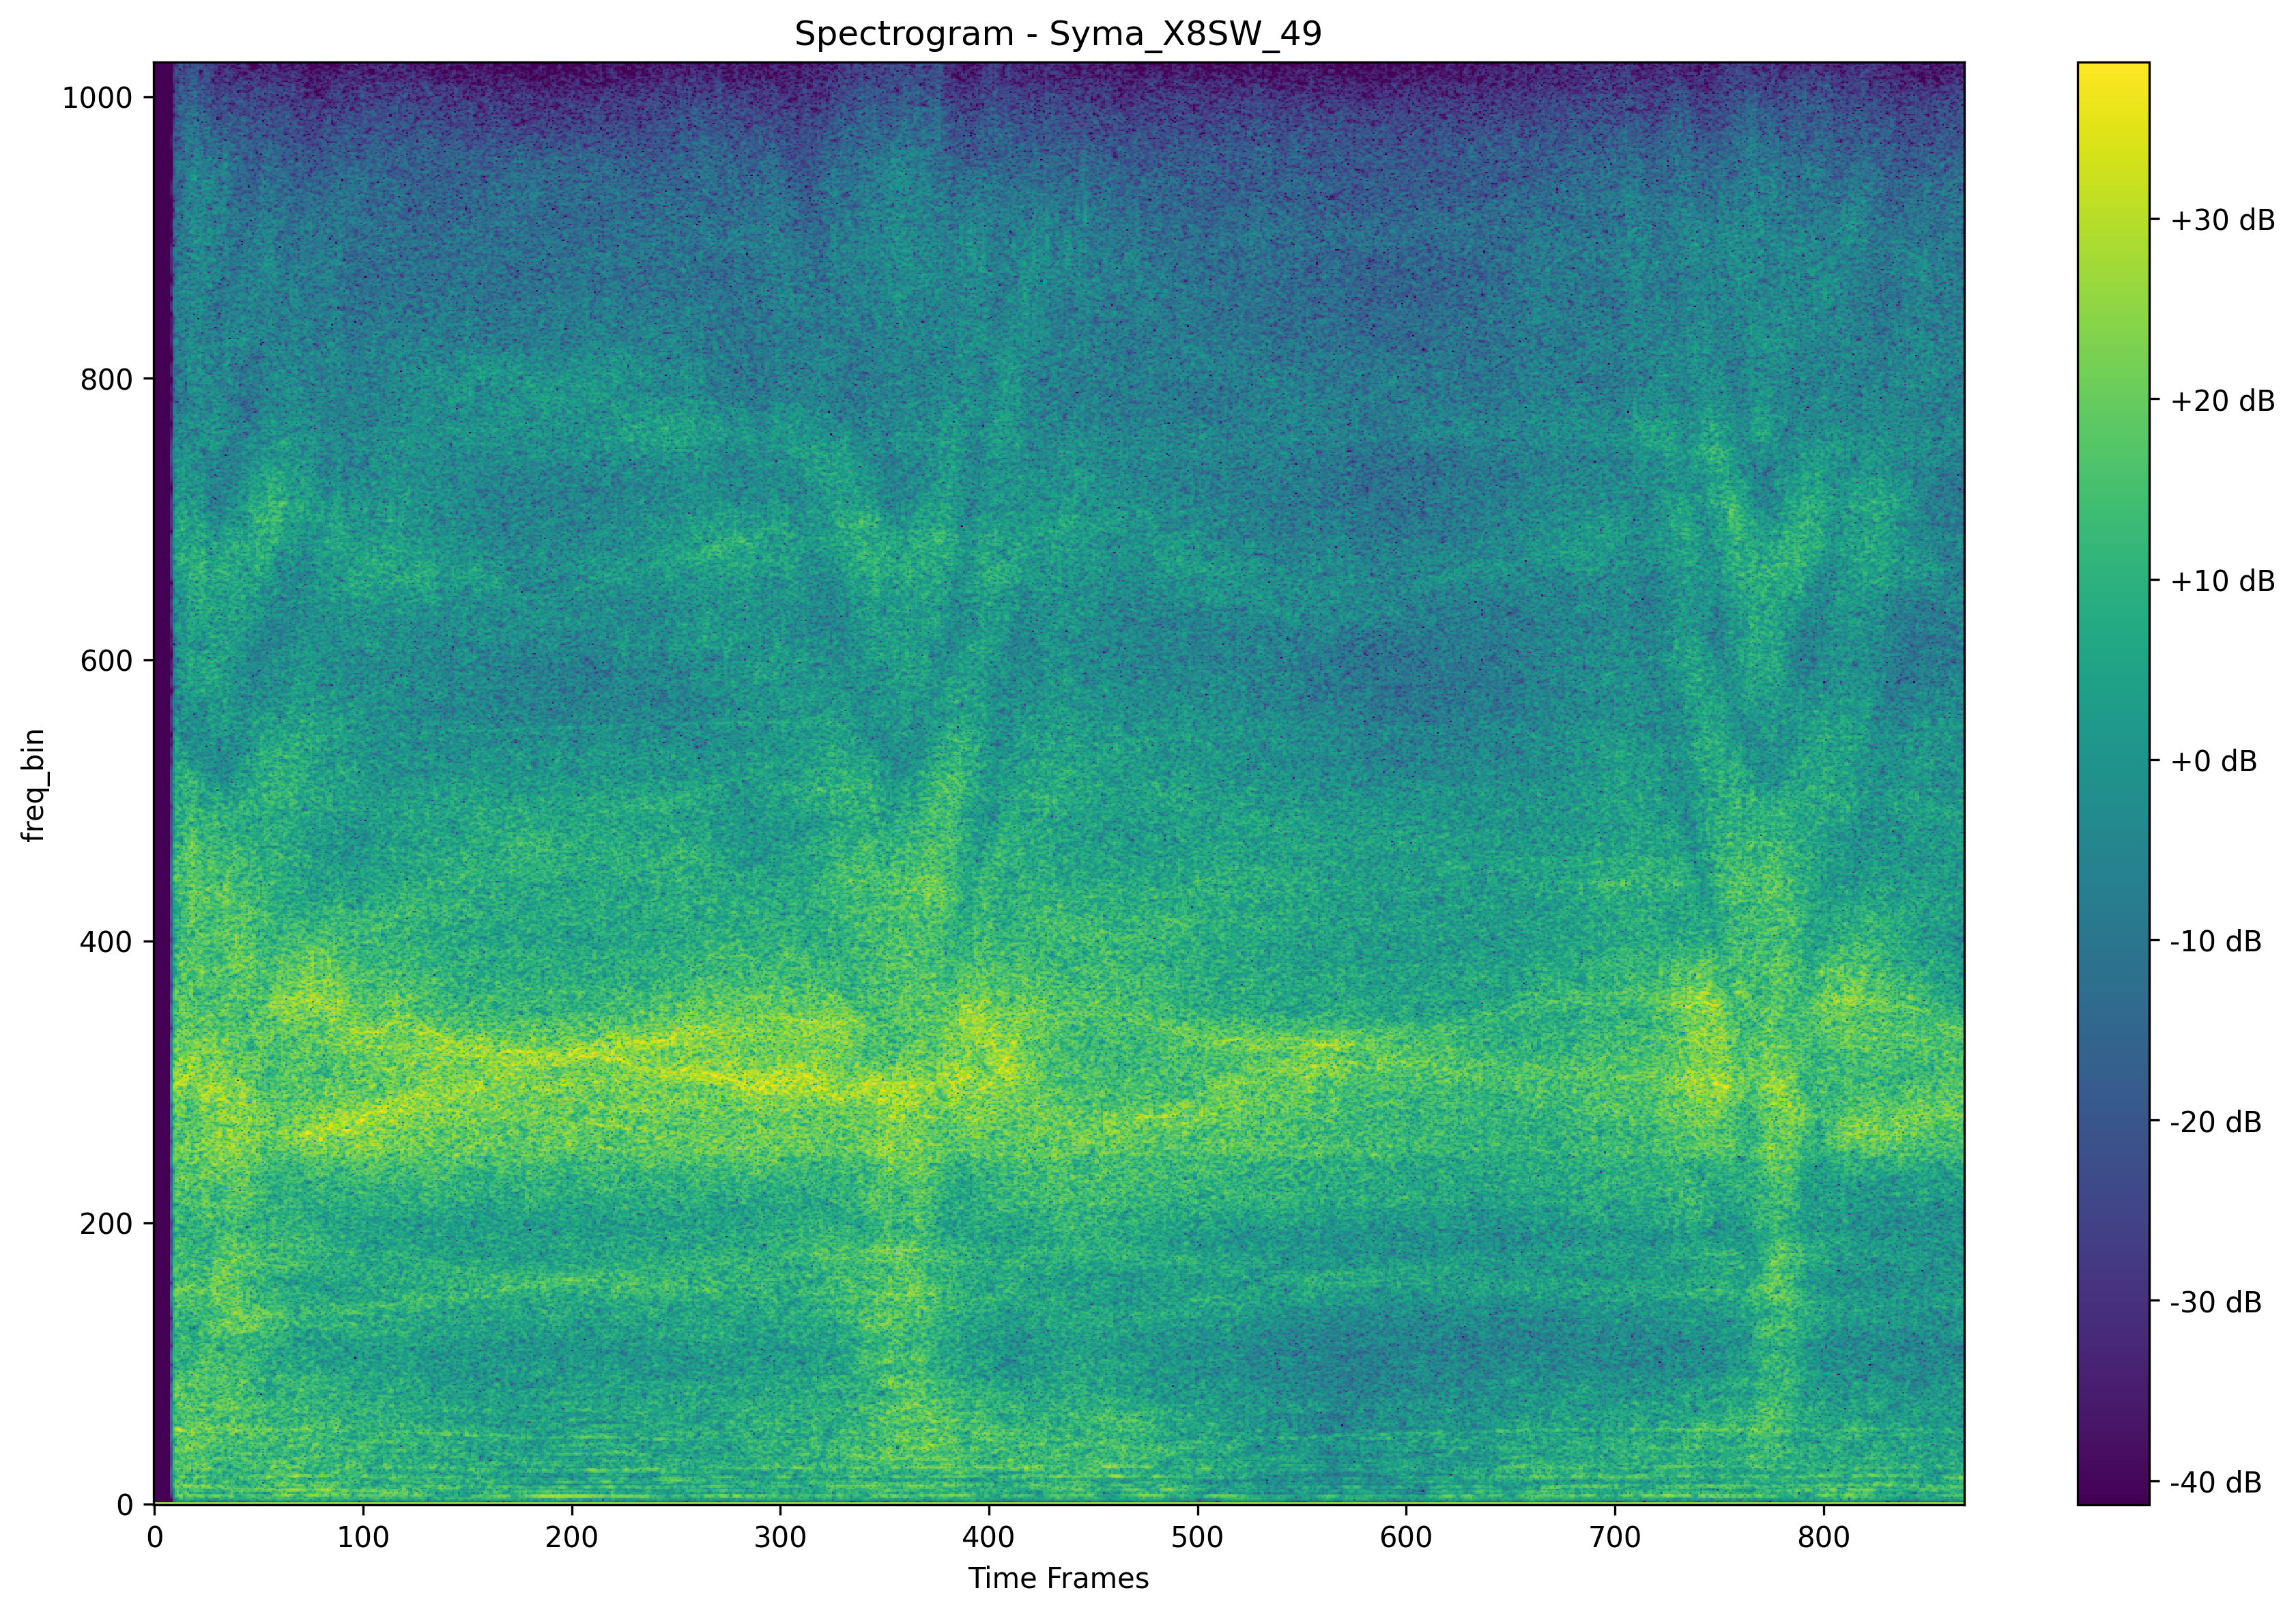 Spectrogram - Syma_X8SW_49
1000
800
600
400
200
0
freq_bin
0 100 200 300 400 500 600 700 800
Time Frames
+30 dB
+20 dB
+10 dB
+0 dB
-10 dB
-20 dB
-30 dB
-40 dB